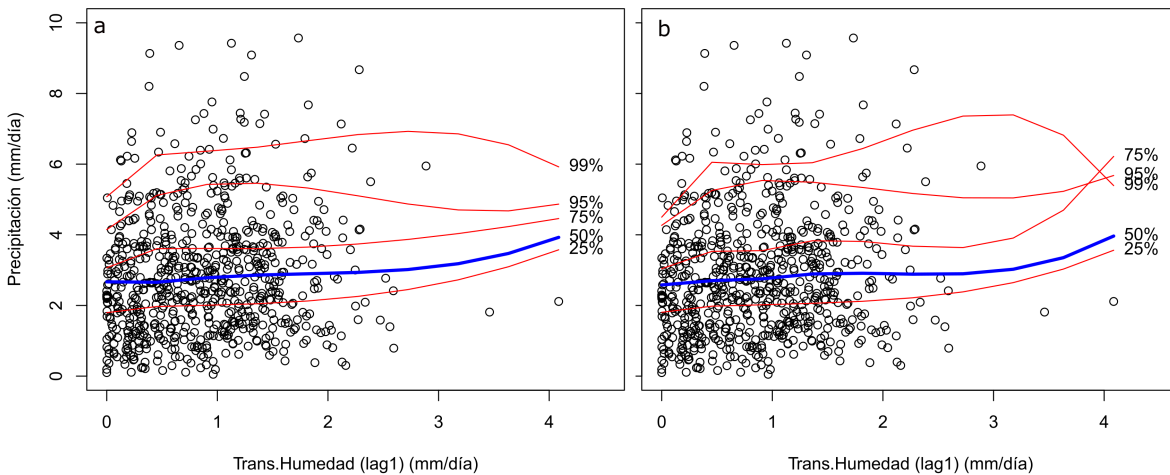 a
b
Precipitación (mm/día)
10
8
6
4
2
0
99%
95%
75%
50%
25%
75%
95%
99%
50%
25%
0 1 2 3 4
0 1 2 3 4
Trans.Humedad (lag1) (mm/día)
Trans.Humedad (lag1) (mm/día)